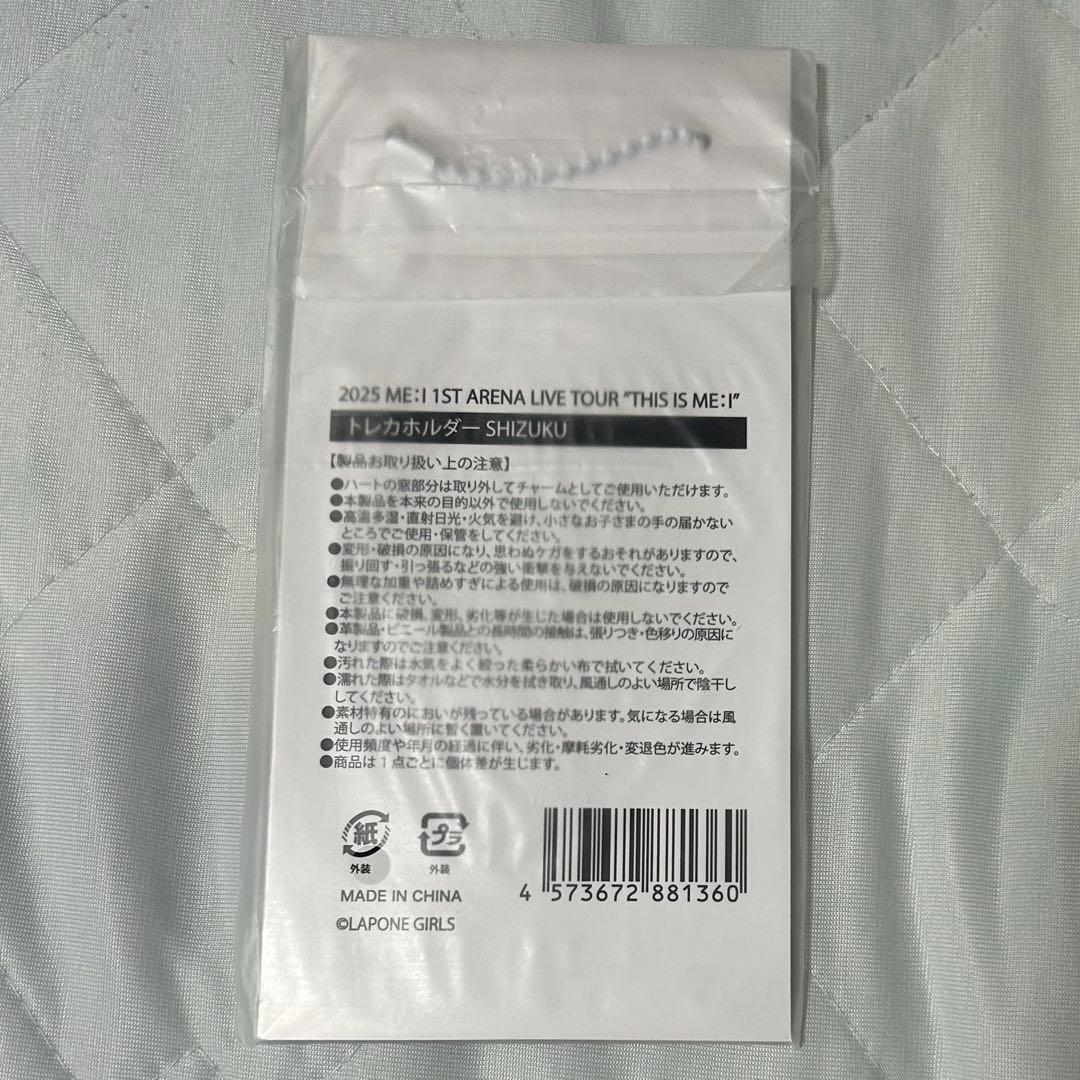 2025 ME:I 1ST ARENA LIVE TOUR "THIS IS ME:I"
トレカホルダー SHIZUKU
【製品お取り扱い上の注意】
●ハートの窓部分は取り外してチャームとしてご使用いただけます。
●本製品を本来の目的以外で使用しないでください。
●高温多湿・直射日光・火気を避け、小さなお子さまの手の届かない
ところでご使用・保管をしてください。
●変形・破損の原因になり、思わぬケガをするおそれがありますので、
振り回す・引っ張るなどの強い衝撃を与えないでください。
●無理な加重や詰めすぎによる使用は、破損の原因になりますので
ご注意ください。
●本製品に破損、変形、劣化等が生じた場合は使用しないでください。
●革製品・ビニール製品との長時間の接触は、張りつき・色移りの原因に
なりますのでご注意ください。
●汚れた際は水気をよく絞った柔らかい布で拭いてください。
●濡れた際はタオルなどで水分を拭き取り、風通しのよい場所で陰干し
してください。
●素材特有のにおいが残っている場合があります。気になる場合は風
通しのよい場所に暫く置いてください。
●使用頻度や年月の経過に伴い、劣化・摩耗劣化・変退色が進みます。
●商品は1点ごとに個体差が生じます。
紙 プラ
外装 外装
MADE IN CHINA
4 573672 881360
©LAPONE GIRLS